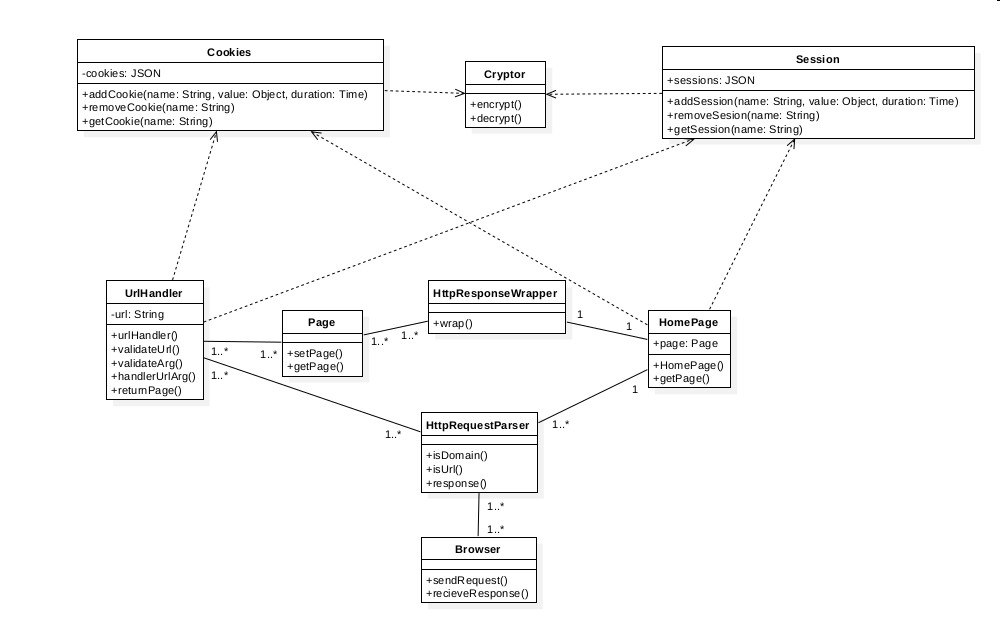 Cookies
-cookies: JSON
+addCookie(name: String, value: Object, duration: Time)
+removeCookie(name: String)
+getCookie(name: String)
Cryptor
+encrypt()
+decrypt()
Session
+sessions: JSON
+addSession(name: String, value: Object, duration: Time)
+removeSesion(name: String)
+getSession(name: String)
UrlHandler
-url: String
+urlHandler()
+validateUrl()
+validateArg()
+handlerUrlArg()
+returnPage()
1..*
1..*
1..*
Page
+setPage()
+getPage()
1..*
1..*
HttpResponseWrapper
+wrap()
1
1
HomePage
+page: Page
+HomePage()
+getPage()
1
1..*
1..*
HttpRequestParser
+isDomain()
+isUrl()
+response()
1..*
1..*
Browser
+sendRequest()
+recieveResponse()